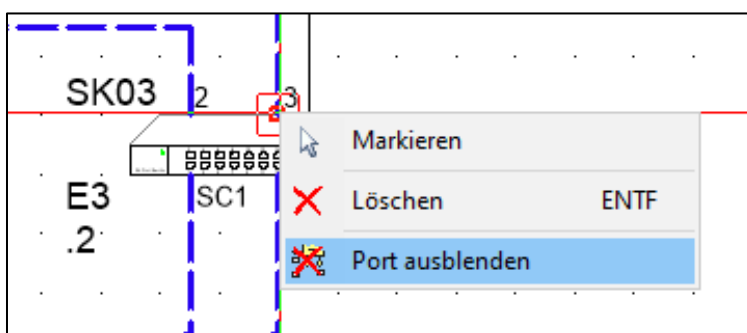 SK03
2
3
Markieren
Löschen ENTF
E3
SC1
.2
Port ausblenden